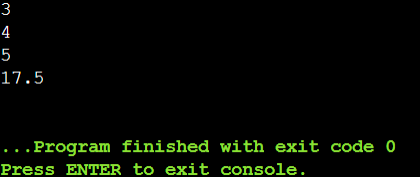 3
4
5
17.5
...Program finished with exit code 0
Press ENTER to exit console.